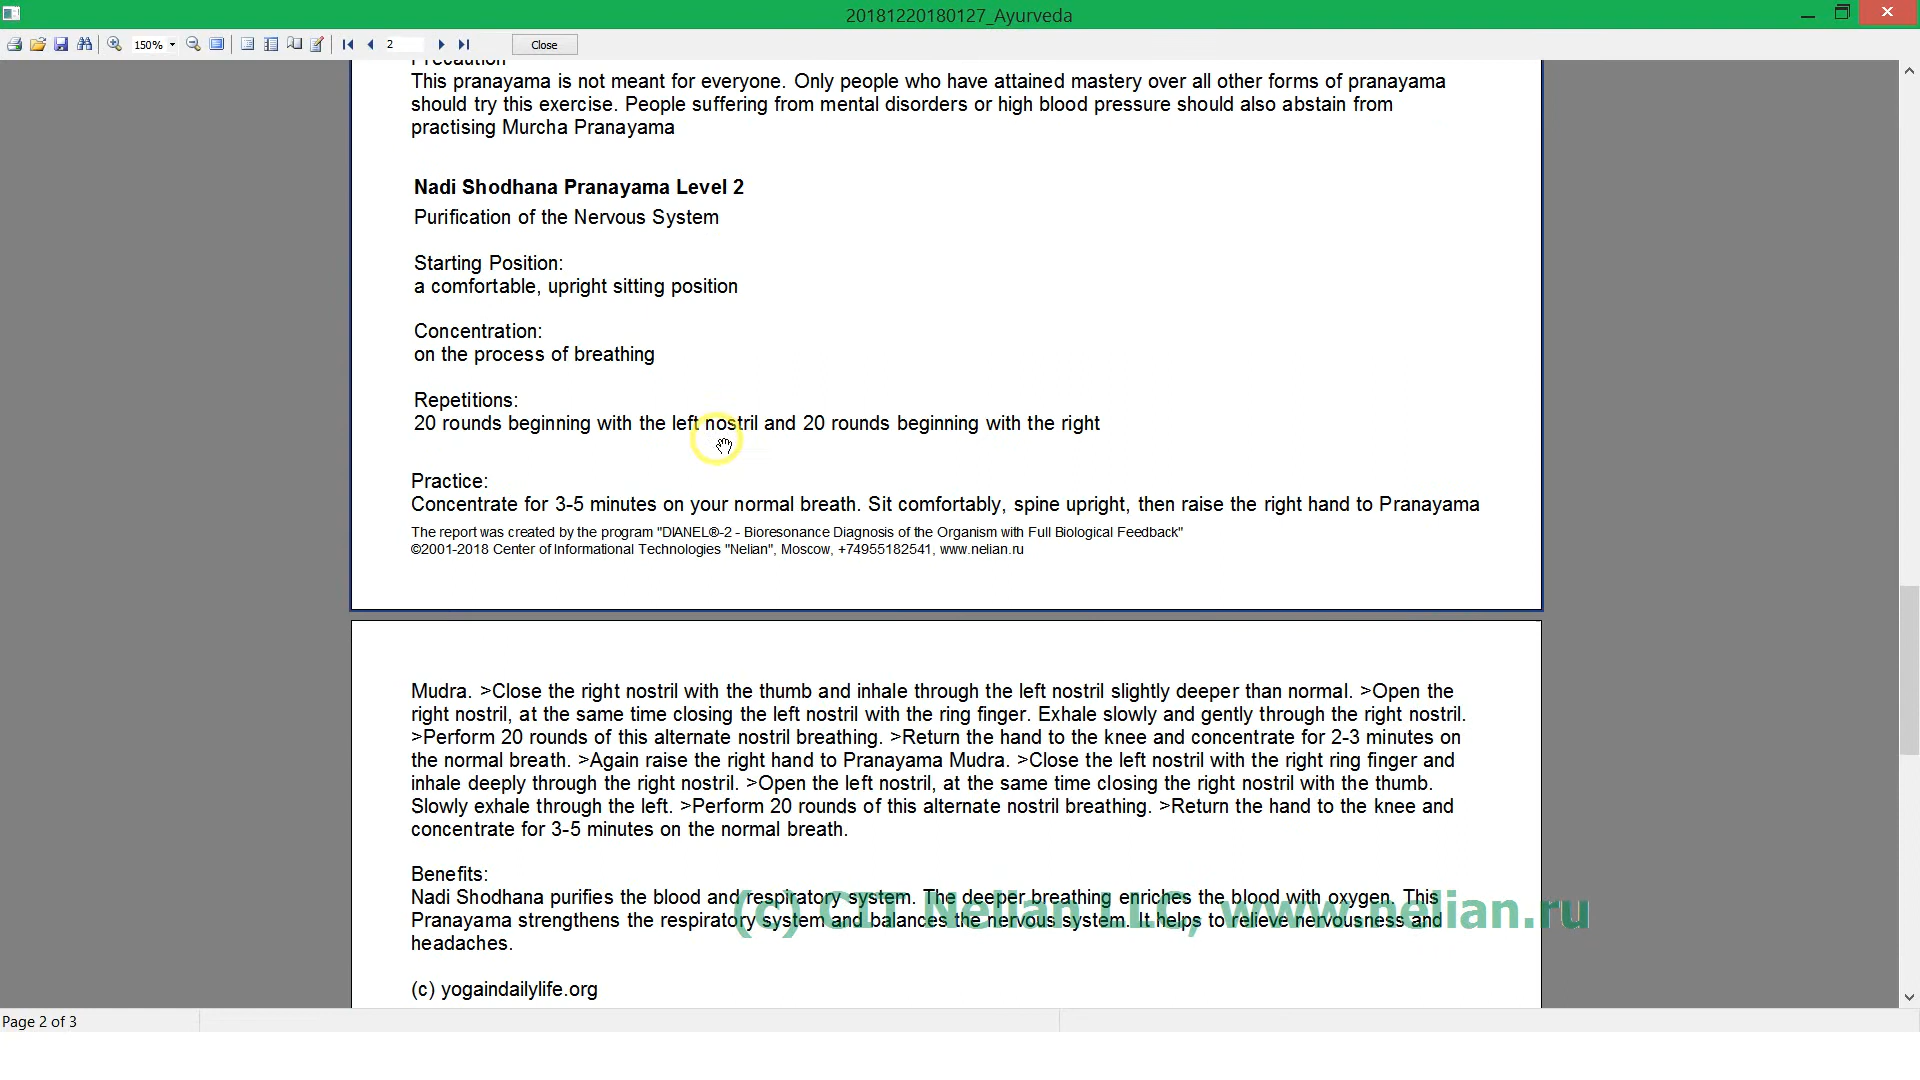 20181220180127_Ayurveda
150%
2
Close
Precaution
This pranayama is not meant for everyone. Only people who have attained mastery over all other forms of pranayama
should try this exercise. People suffering from mental disorders or high blood pressure should also abstain from
practising Murcha Pranayama
Nadi Shodhana Pranayama Level 2
Purification of the Nervous System
Starting Position:
a comfortable, upright sitting position
Concentration:
on the process of breathing
Repetitions:
20 rounds beginning with the left nostril and 20 rounds beginning with the right
Practice:
Concentrate for 3-5 minutes on your normal breath. Sit comfortably, spine upright, then raise the right hand to Pranayama
The report was created by the program "DIANEL®-2 - Bioresonance Diagnosis of the Organism with Full Biological Feedback"
©2001-2018 Center of Informational Technologies "Nelian", Moscow, +74955182541, www.nelian.ru
Mudra. >Close the right nostril with the thumb and inhale through the left nostril slightly deeper than normal. >Open the
right nostril, at the same time closing the left nostril with the ring finger. Exhale slowly and gently through the right nostril.
>Perform 20 rounds of this alternate nostril breathing. >Return the hand to the knee and concentrate for 2-3 minutes on
the normal breath. >Again raise the right hand to Pranayama Mudra. >Close the left nostril with the right ring finger and
inhale deeply through the right nostril. >Open the left nostril, at the same time closing the right nostril with the thumb.
Slowly exhale through the left. >Perform 20 rounds of this alternate nostril breathing. >Return the hand to the knee and
concentrate for 3-5 minutes on the normal breath.
Benefits:
Nadi Shodhana purifies the blood and respiratory system. The deeper breathing enriches the blood with oxygen. This
Pranayama strengthens the respiratory system and balances the nervous system. It helps to relieve nervousness and
headaches.
(c) CIT Nelian LLC, www.nelian.ru
(c) yogaindailylife.org
Page 2 of 3